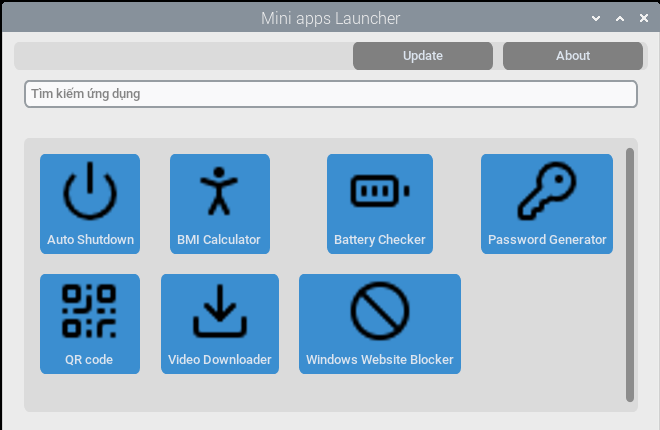 Mini apps Launcher
Update About
Tìm kiếm ứng dụng
Auto Shutdown BMI Calculator Battery Checker Password Generator
QR code Video Downloader Windows Website Blocker